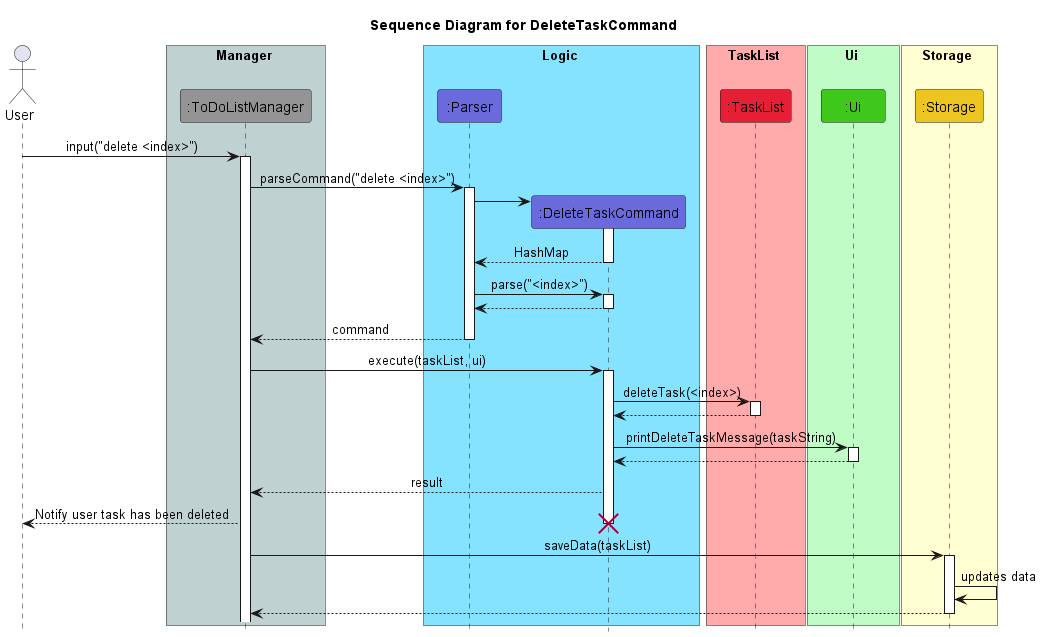 Sequence Diagram for DeleteTaskCommand
Manager
Logic
TaskList
Ui
Storage
User
:ToDoListManager
:Parser
:TaskList
:Ui
:Storage
input("delete <index>")
parseCommand("delete <index>")
:DeleteTaskCommand
HashMap
parse("<index>")
command
execute(taskList, ui)
deleteTask(<index>)
printDeleteTaskMessage(taskString)
result
Notify user task has been deleted
saveData(taskList)
updates data